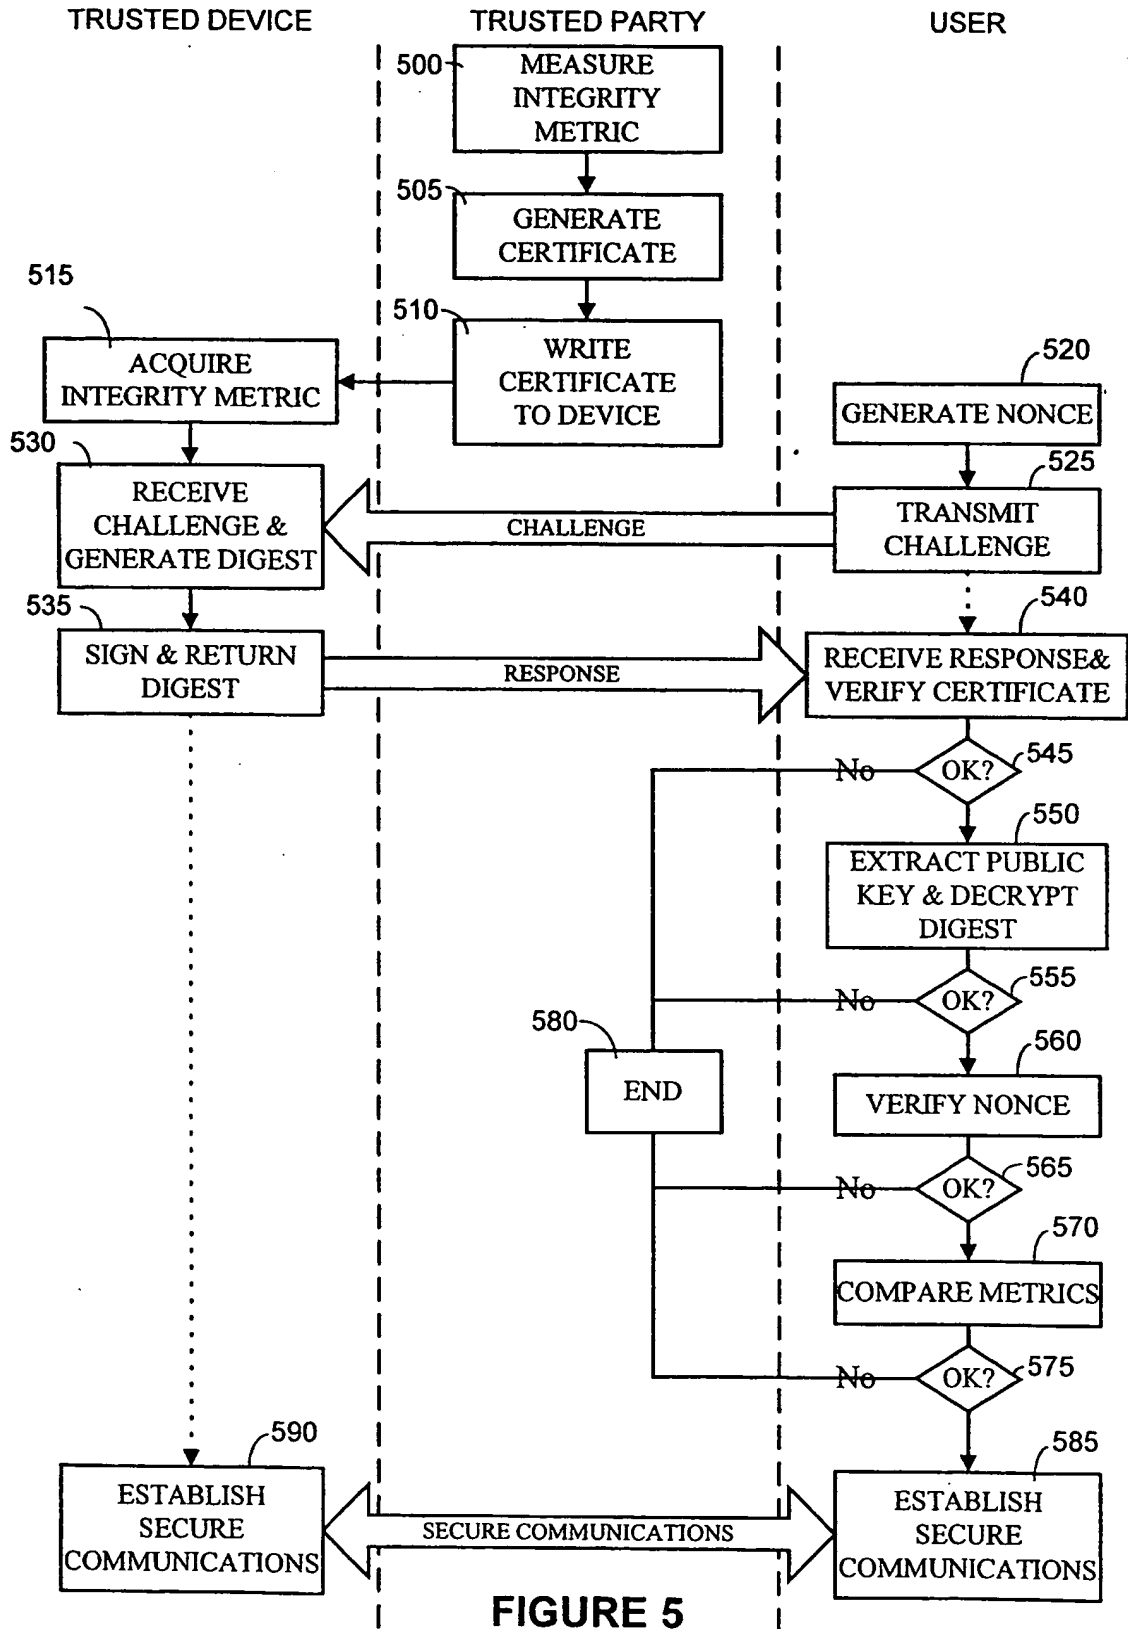 TRUSTED DEVICE
TRUSTED PARTY
USER
500
MEASURE
INTEGRITY
METRIC
505
GENERATE
CERTIFICATE
510
WRITE
CERTIFICATE
TO DEVICE
515
ACQUIRE
INTEGRITY METRIC
520
GENERATE NONCE
525
TRANSMIT
CHALLENGE
CHALLENGE
530
RECEIVE
CHALLENGE &
GENERATE DIGEST
535
SIGN & RETURN
DIGEST
RESPONSE
540
RECEIVE RESPONSE&
VERIFY CERTIFICATE
No
OK?
545
550
EXTRACT PUBLIC
KEY & DECRYPT
DIGEST
No
OK?
555
580
END
560
VERIFY NONCE
No
OK?
565
570
COMPARE METRICS
No
OK?
575
590
ESTABLISH
SECURE
COMMUNICATIONS
SECURE COMMUNICATIONS
585
ESTABLISH
SECURE
COMMUNICATIONS
FIGURE 5